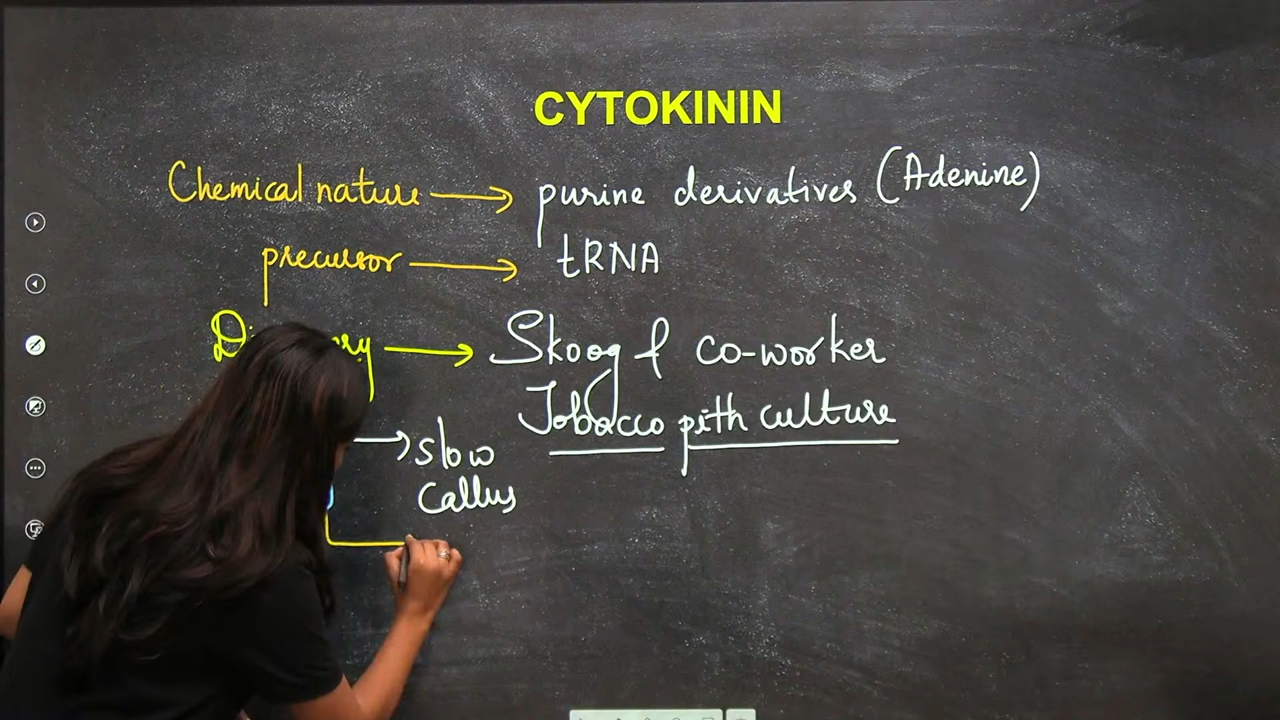 CYTOKININ
Chemical nature → purine derivatives (Adenine)
precursor → tRNA
→ Skoog & co-worker
Tobacco pith culture
→ slow
callus